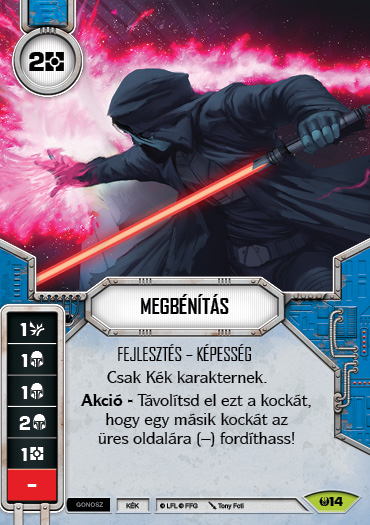 2
MEGBÉNÍTÁS
FEJLESZTÉS – KÉPESSÉG
Csak Kék karakternek.
Akció - Távolítsd el ezt a kockát,
hogy egy másik kockát az
üres oldalára (–) fordíthass!
1
1
1
2
1
–
GONOSZ
KÉK
© LFL © FFG
Tony Foti
14